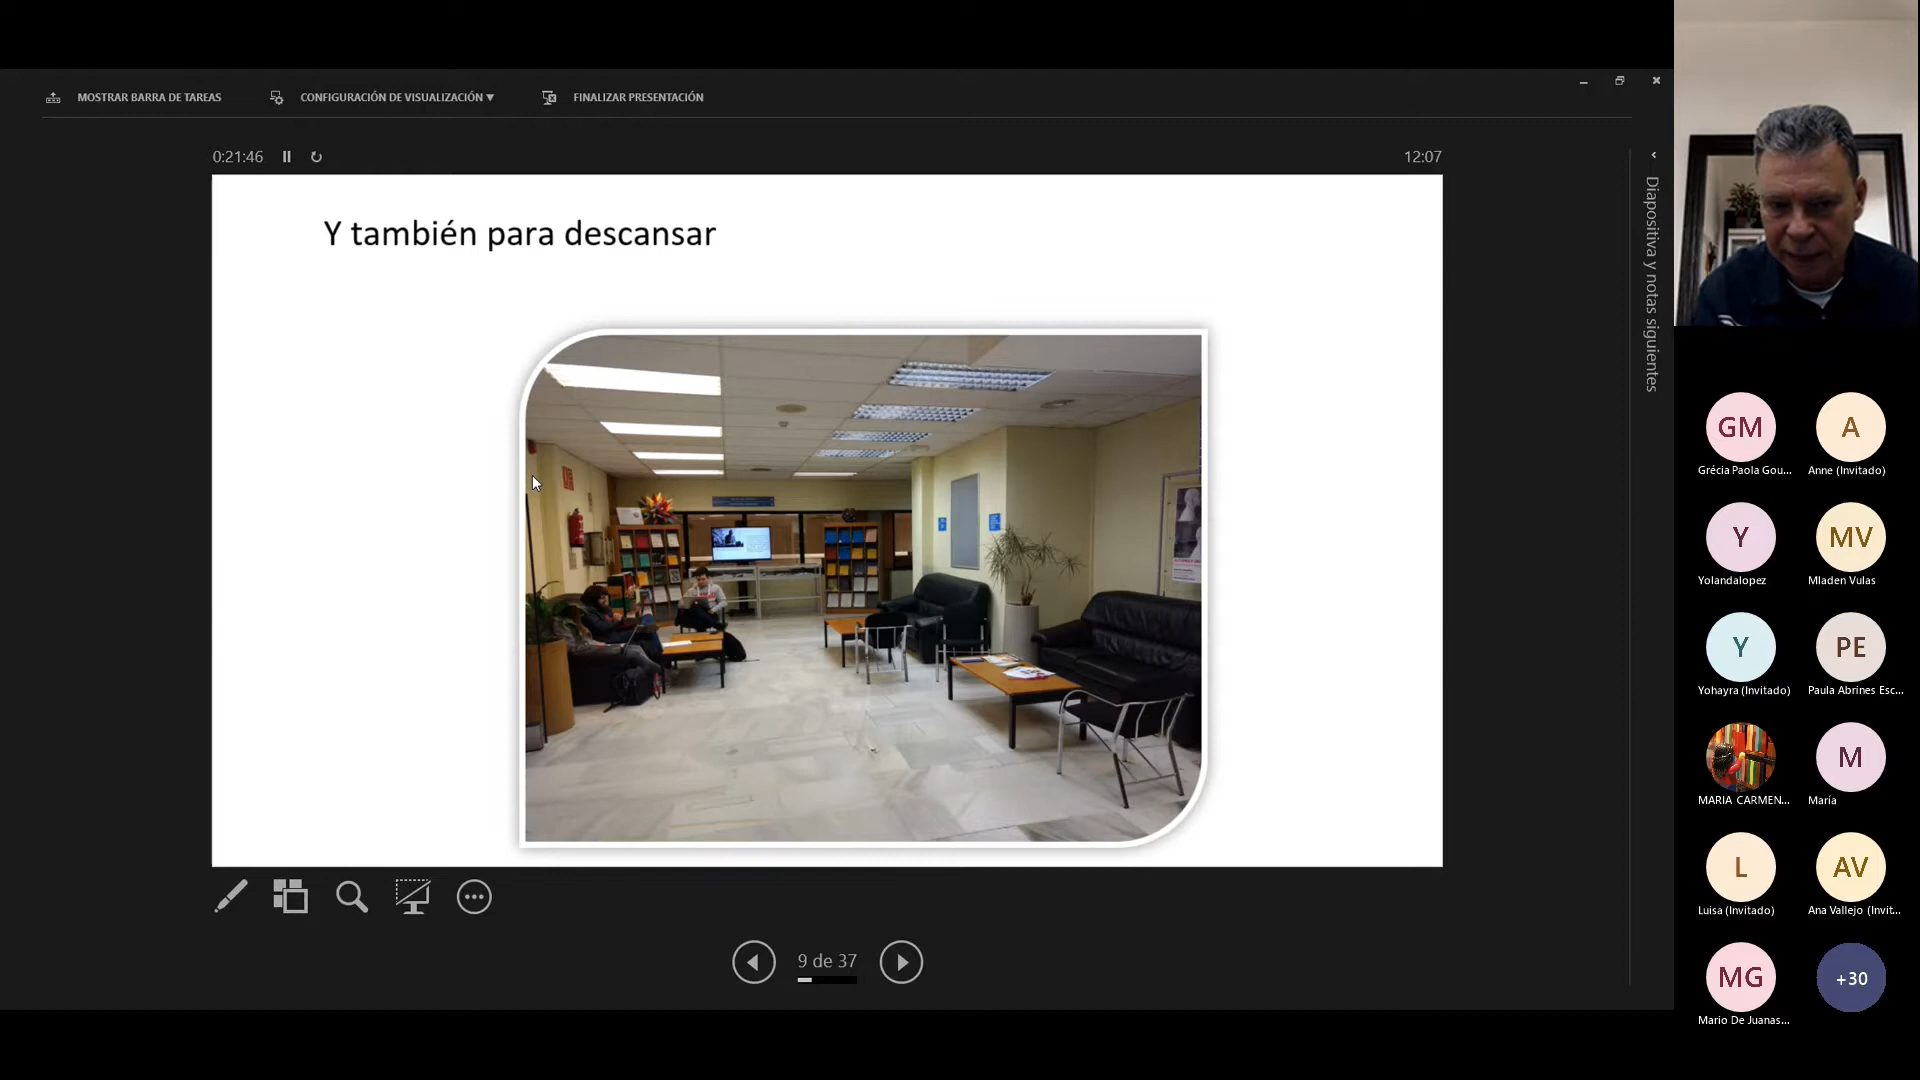 MOSTRAR BARRA DE TAREAS
CONFIGURACIÓN DE VISUALIZACIÓN ▼
FINALIZAR PRESENTACIÓN
0:21:46
12:07
Y también para descansar
Diapositiva y notas siguientes
9 de 37
GM
Grécia Paola Gou...
A
Anne (Invitado)
Y
Yolandalopez
MV
Mladen Vulas
Y
Yohayra (Invitado)
PE
Paula Abrines Esc...
MARIA CARMEN...
M
María
L
Luisa (Invitado)
AV
Ana Vallejo (Invit...
MG
Mario De Juanas...
+30